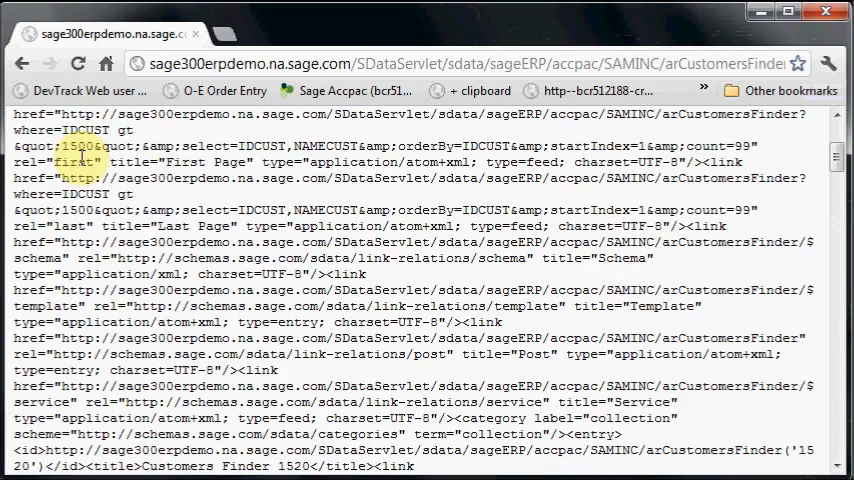 sage300erpdemo.na.sage.c
sage300erpdemo.na.sage.com/SDataServlet/sdata/sageERP/accpac/SAMINC/arCustomersFinder
DevTrack Web user ...
O-E Order Entry
Sage Accpac (bcr51...
+ clipboard
http--bcr512188-cr...
»
Other bookmarks
href="http://sage300erpdemo.na.sage.com/SDataServlet/sdata/sageERP/accpac/SAMINC/arCustomersFinder?
where=IDCUST gt
&quot;1500&quot;&amp;select=IDCUST,NAMECUST&amp;orderBy=IDCUST&amp;startIndex=1&amp;count=99"
rel="first" title="First Page" type="application/atom+xml; type=feed; charset=UTF-8"/><link
href="http://sage300erpdemo.na.sage.com/SDataServlet/sdata/sageERP/accpac/SAMINC/arCustomersFinder?
where=IDCUST gt
&quot;1500&quot;&amp;select=IDCUST,NAMECUST&amp;orderBy=IDCUST&amp;startIndex=1&amp;count=99"
rel="last" title="Last Page" type="application/atom+xml; type=feed; charset=UTF-8"/><link
href="http://sage300erpdemo.na.sage.com/SDataServlet/sdata/sageERP/accpac/SAMINC/arCustomersFinder/$
schema" rel="http://schemas.sage.com/sdata/link-relations/schema" title="Schema"
type="application/xml; charset=UTF-8"/><link
href="http://sage300erpdemo.na.sage.com/SDataServlet/sdata/sageERP/accpac/SAMINC/arCustomersFinder/$
template" rel="http://schemas.sage.com/sdata/link-relations/template" title="Template"
type="application/atom+xml; type=entry; charset=UTF-8"/><link
href="http://sage300erpdemo.na.sage.com/SDataServlet/sdata/sageERP/accpac/SAMINC/arCustomersFinder"
rel="http://schemas.sage.com/sdata/link-relations/post" title="Post" type="application/atom+xml;
type=entry; charset=UTF-8"/><link
href="http://sage300erpdemo.na.sage.com/SDataServlet/sdata/sageERP/accpac/SAMINC/arCustomersFinder/$
service" rel="http://schemas.sage.com/sdata/link-relations/service" title="Service"
type="application/atom+xml; type=feed; charset=UTF-8"/><category label="collection"
scheme="http://schemas.sage.com/sdata/categories" term="collection"/><entry>
<id>http://sage300erpdemo.na.sage.com/SDataServlet/sdata/sageERP/accpac/SAMINC/arCustomersFinder('15
20')</id><title>Customers Finder 1520</title><link